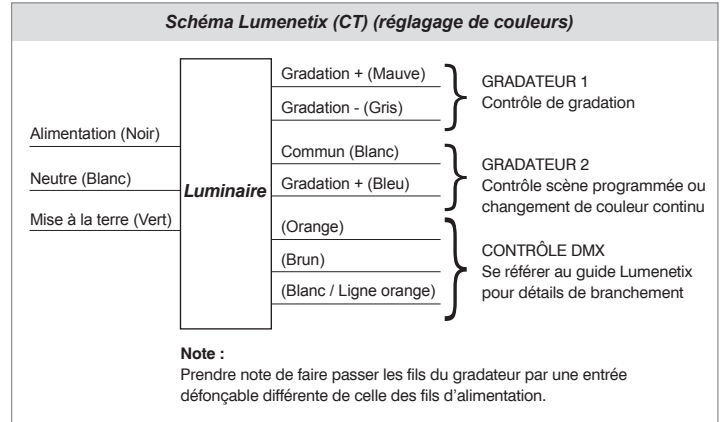 Schéma Lumenetix (CT) (réglagage de couleurs)
Alimentation (Noir)
Neutre (Blanc)
Mise à la terre (Vert)
Luminaire
Gradation + (Mauve)
Gradation - (Gris)
Commun (Blanc)
Gradation + (Bleu)
(Orange)
(Brun)
(Blanc / Ligne orange)
GRADATEUR 1
Contrôle de gradation
GRADATEUR 2
Contrôle scène programmée ou
changement de couleur continu
CONTRÔLE DMX
Se référer au guide Lumenetix
pour détails de branchement
Note :
Prendre note de faire passer les fils du gradateur par une entrée
défonçable différente de celle des fils d'alimentation.